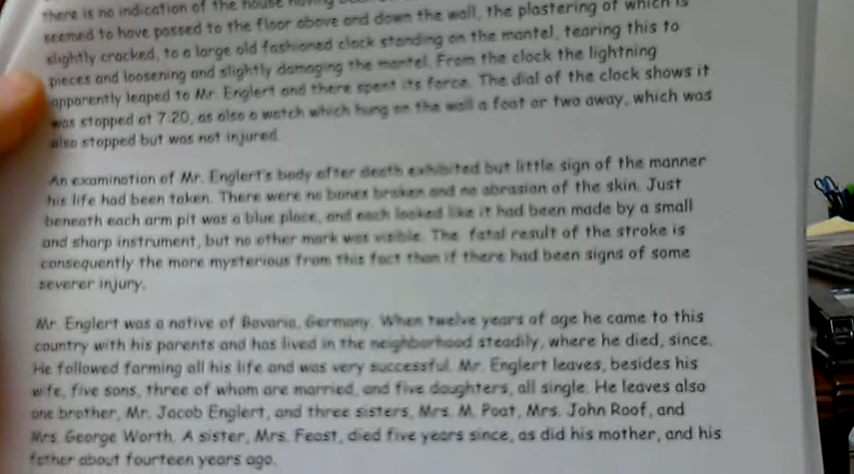 there is no indication of the house having been
seemed to have passed to the floor above and down the wall, the plastering of which is
slightly cracked, to a large old fashioned clock standing on the mantel, tearing this to
pieces and loosening and slightly damaging the mantel. From the clock the lightning
apparently leaped to Mr. Englert and there spent its force. The dial of the clock shows it
was stopped at 7:20, as also a watch which hung on the wall a foot or two away, which was
also stopped but was not injured.
An examination of Mr. Englert's body after death exhibited but little sign of the manner
his life had been taken. There were no bones broken and no abrasion of the skin. Just
beneath each arm pit was a blue place, and each looked like it had been made by a small
and sharp instrument, but no other mark was visible. The fatal result of the stroke is
consequently the more mysterious from this fact than if there had been signs of some
severer injury.
Mr. Englert was a native of Bavaria, Germany. When twelve years of age he came to this
country with his parents and has lived in the neighborhood steadily, where he died, since.
He followed farming all his life and was very successful. Mr. Englert leaves, besides his
wife, five sons, three of whom are married, and five daughters, all single. He leaves also
one brother, Mr. Jacob Englert, and three sisters, Mrs. M. Poat, Mrs. John Roof, and
Mrs. George Worth. A sister, Mrs. Feast, died five years since, as did his mother, and his
father about fourteen years ago.